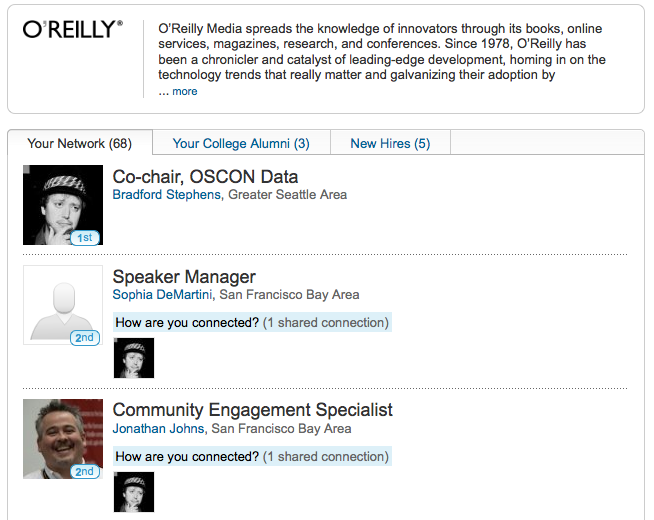 O'REILLY®
O'Reilly Media spreads the knowledge of innovators through its books, online
services, magazines, research, and conferences. Since 1978, O'Reilly has
been a chronicler and catalyst of leading-edge development, homing in on the
technology trends that really matter and galvanizing their adoption by
... more
Your Network (68)
Your College Alumni (3)
New Hires (5)
Co-chair, OSCON Data
Bradford Stephens, Greater Seattle Area
1st
Speaker Manager
Sophia DeMartini, San Francisco Bay Area
2nd
How are you connected? (1 shared connection)
Community Engagement Specialist
Jonathan Johns, San Francisco Bay Area
2nd
How are you connected? (1 shared connection)